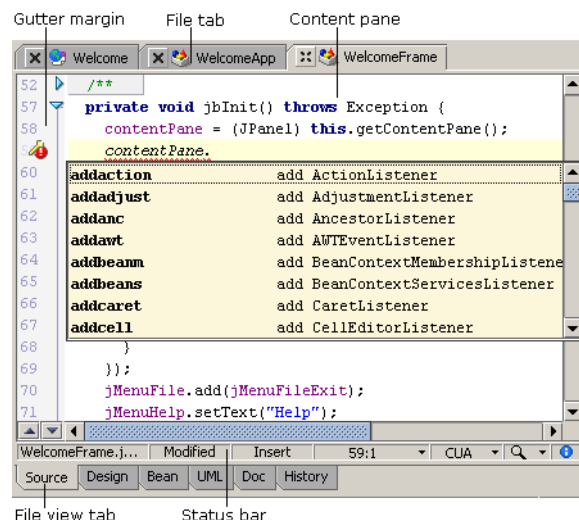 Gutter margin File tab Content pane
Welcome WelcomeApp WelcomeFrame
52 /**
57 private void jbInit() throws Exception {
58 contentPane = (JPanel) this.getContentPane();
contentPane.
60 addaction add ActionListener
61 addadjust add AdjustmentListener
62 addanc add AncestorListener
63 addawt add AWTEventListener
64 addbeanm add BeanContextMembershipListene
65 addbeans add BeanContextServicesListener
66 addcaret add CaretListener
67 addcell add CellEditorListener
68 }
69 });
70 jMenuFile.add(jMenuFileExit);
71 jMenuHelp.setText("Help");
WelcomeFrame.j... Modified Insert 59:1 CUA
Source Design Bean UML Doc History
File view tab Status bar